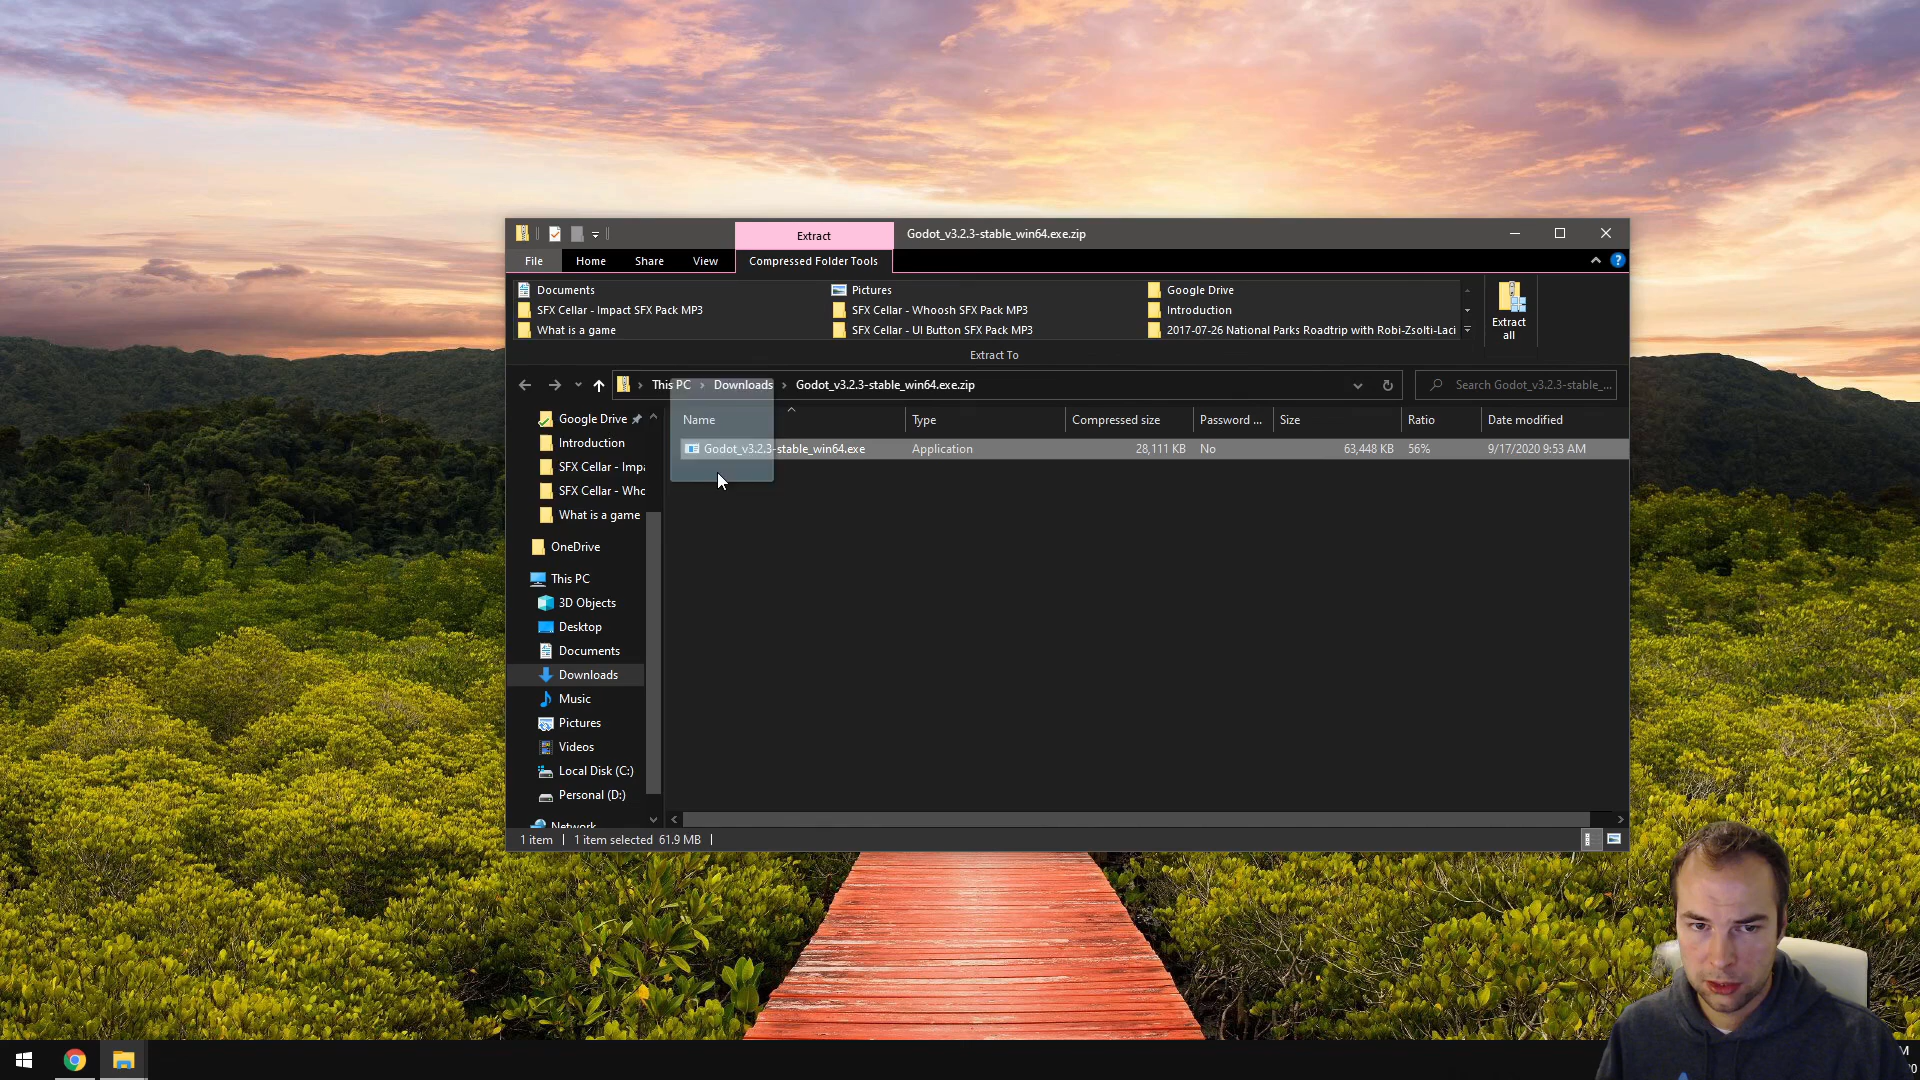 Extract
Godot_v3.2.3-stable_win64.exe.zip
File
Home
Share
View
Compressed Folder Tools
Documents
Pictures
Google Drive
SFX Cellar - Impact SFX Pack MP3
SFX Cellar - Whoosh SFX Pack MP3
Introduction
What is a game
SFX Cellar - UI Button SFX Pack MP3
2017-07-26 National Parks Roadtrip with Robi-Zsolti-Laci
Extract
all
Extract To
This PC › Downloads › Godot_v3.2.3-stable_win64.exe.zip
Search Godot_v3.2.3-stable_...
Name
Type
Compressed size
Password ...
Size
Ratio
Date modified
Godot_v3.2.3-stable_win64.exe
Application
28,111 KB
No
63,448 KB
56%
9/17/2020 9:53 AM
Google Drive
Introduction
SFX Cellar - Impa
SFX Cellar - Who
What is a game
OneDrive
This PC
3D Objects
Desktop
Documents
Downloads
Music
Pictures
Videos
Local Disk (C:)
Personal (D:)
Network
1 item
1 item selected 61.9 MB